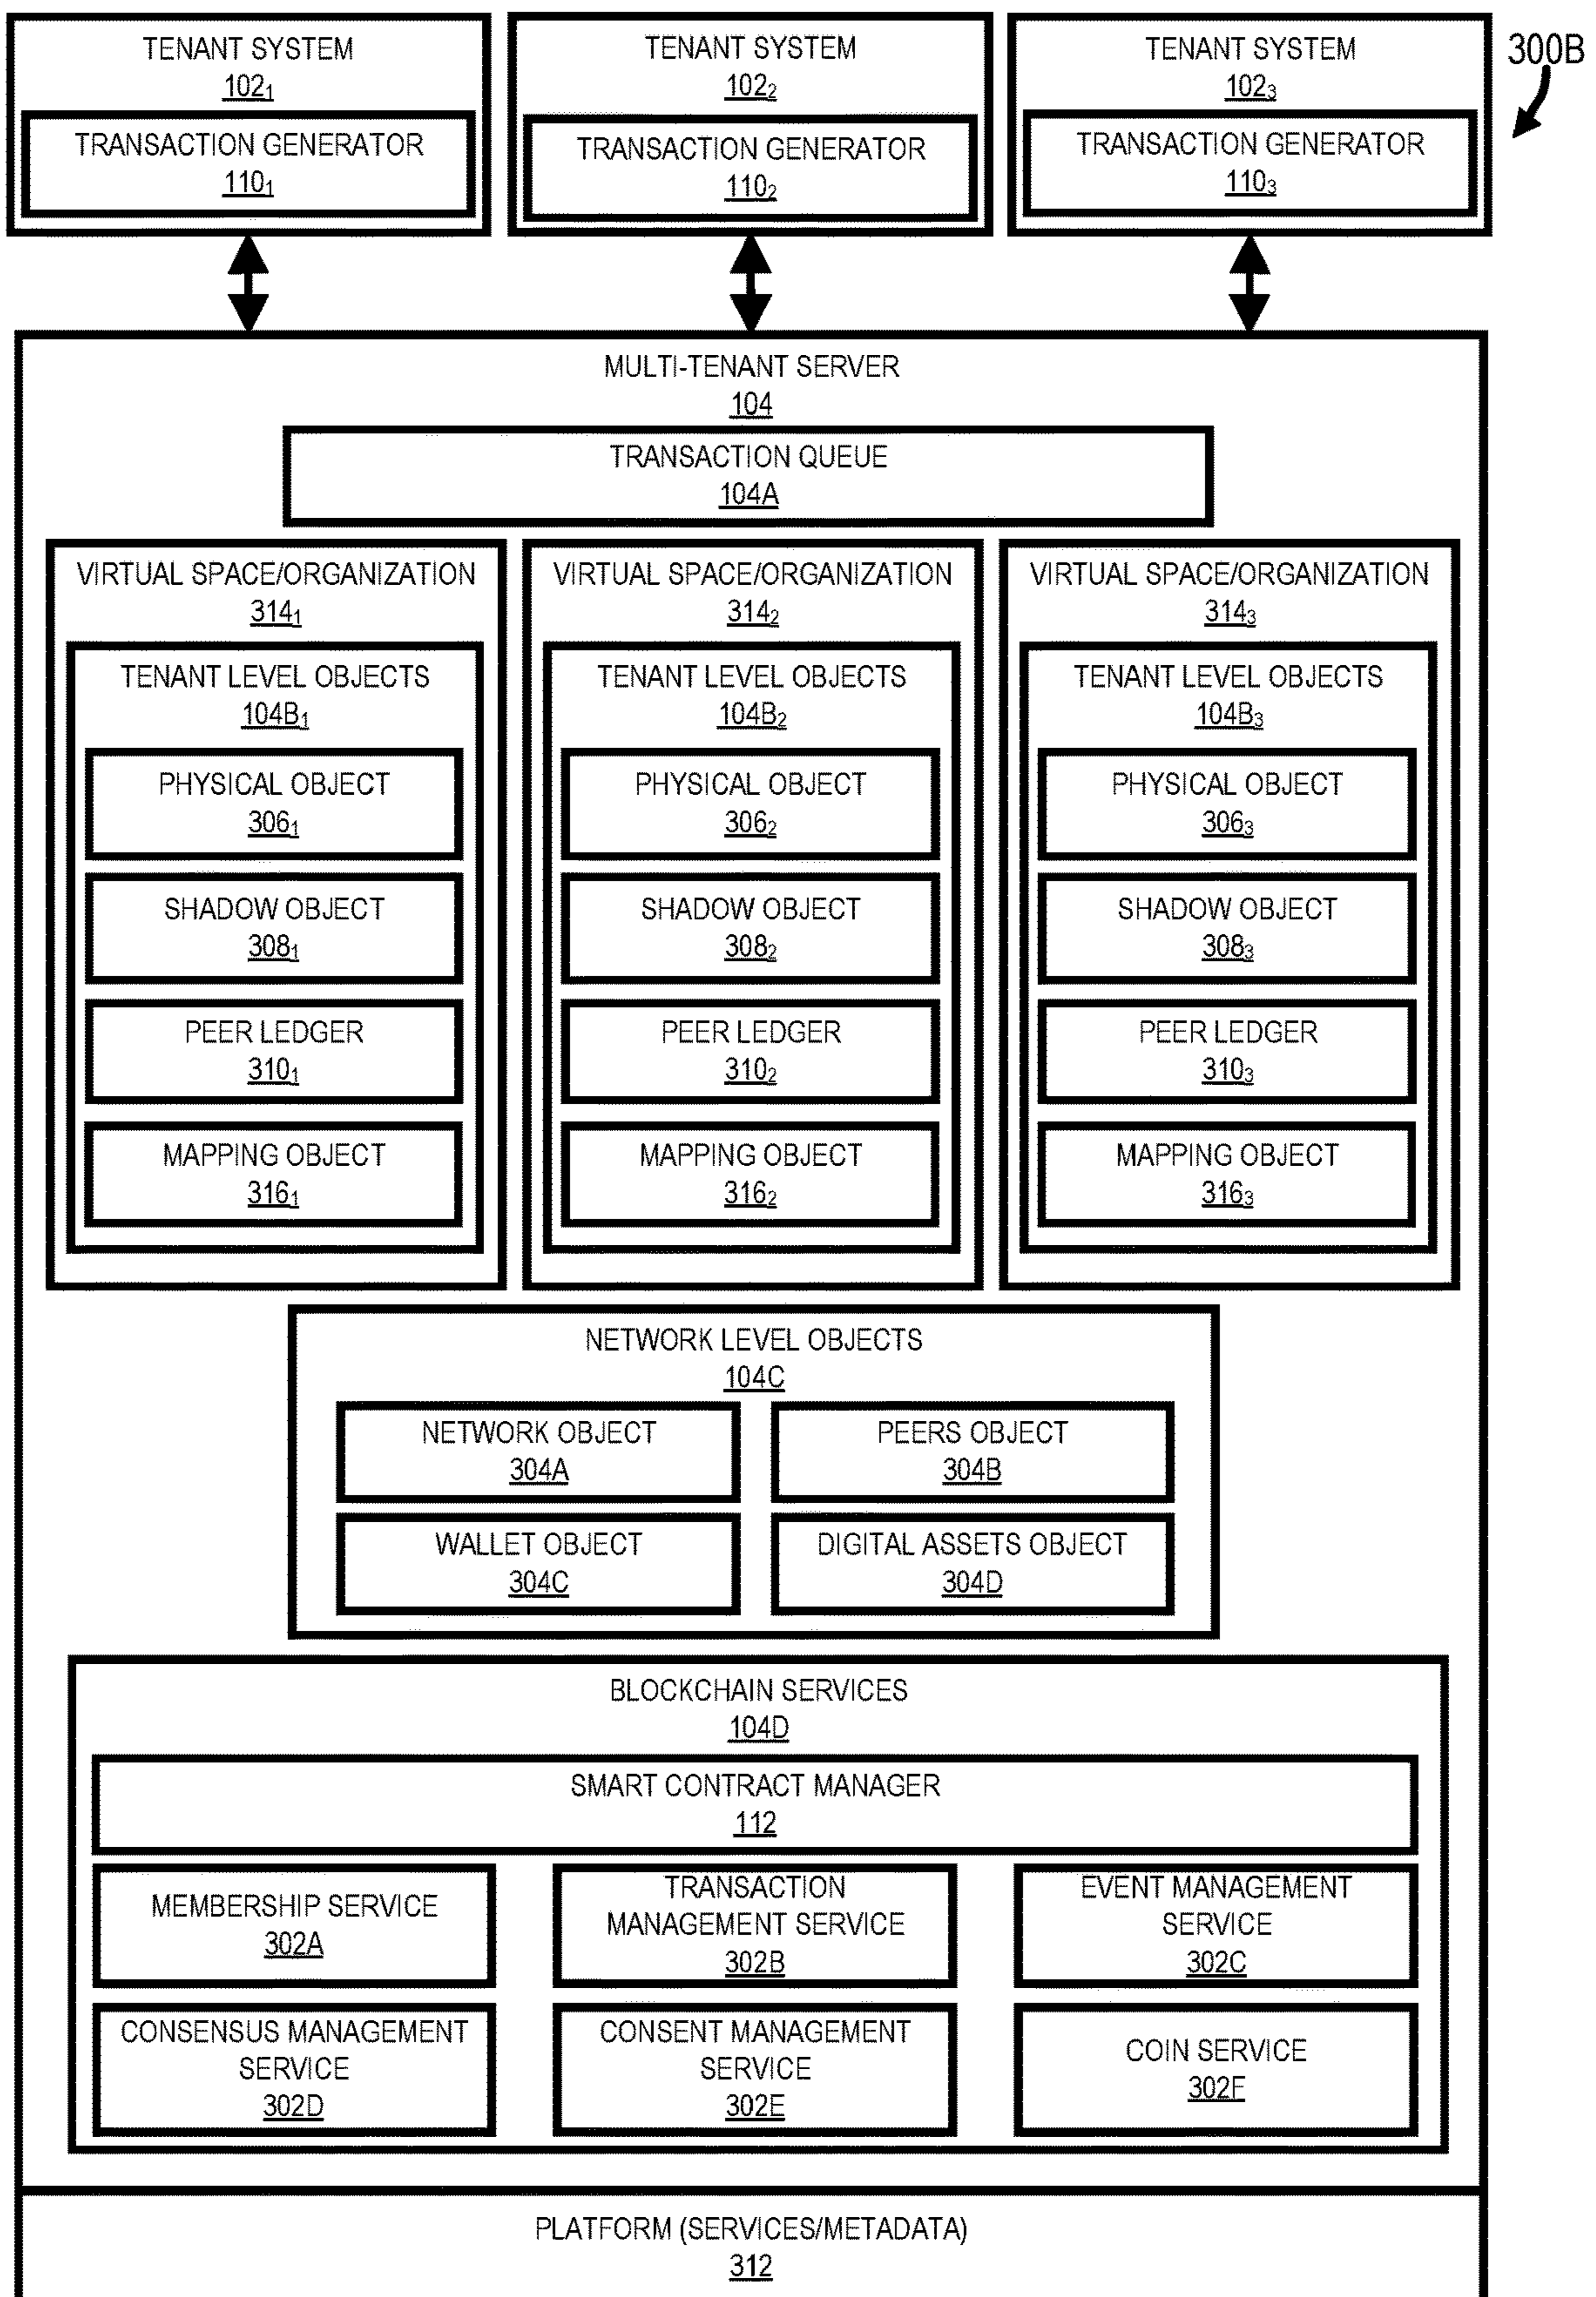 300B
TENANT SYSTEM
102₁
TRANSACTION GENERATOR
110₁
TENANT SYSTEM
102₂
TRANSACTION GENERATOR
110₂
TENANT SYSTEM
102₃
TRANSACTION GENERATOR
110₃
MULTI-TENANT SERVER
104
TRANSACTION QUEUE
104A
VIRTUAL SPACE/ORGANIZATION
314₁
TENANT LEVEL OBJECTS
104B₁
PHYSICAL OBJECT
306₁
SHADOW OBJECT
308₁
PEER LEDGER
310₁
MAPPING OBJECT
316₁
VIRTUAL SPACE/ORGANIZATION
314₂
TENANT LEVEL OBJECTS
104B₂
PHYSICAL OBJECT
306₂
SHADOW OBJECT
308₂
PEER LEDGER
310₂
MAPPING OBJECT
316₂
VIRTUAL SPACE/ORGANIZATION
314₃
TENANT LEVEL OBJECTS
104B₃
PHYSICAL OBJECT
306₃
SHADOW OBJECT
308₃
PEER LEDGER
310₃
MAPPING OBJECT
316₃
NETWORK LEVEL OBJECTS
104C
NETWORK OBJECT
304A
PEERS OBJECT
304B
WALLET OBJECT
304C
DIGITAL ASSETS OBJECT
304D
BLOCKCHAIN SERVICES
104D
SMART CONTRACT MANAGER
112
MEMBERSHIP SERVICE
302A
TRANSACTION
MANAGEMENT SERVICE
302B
EVENT MANAGEMENT
SERVICE
302C
CONSENSUS MANAGEMENT
SERVICE
302D
CONSENT MANAGEMENT
SERVICE
302E
COIN SERVICE
302F
PLATFORM (SERVICES/METADATA)
312